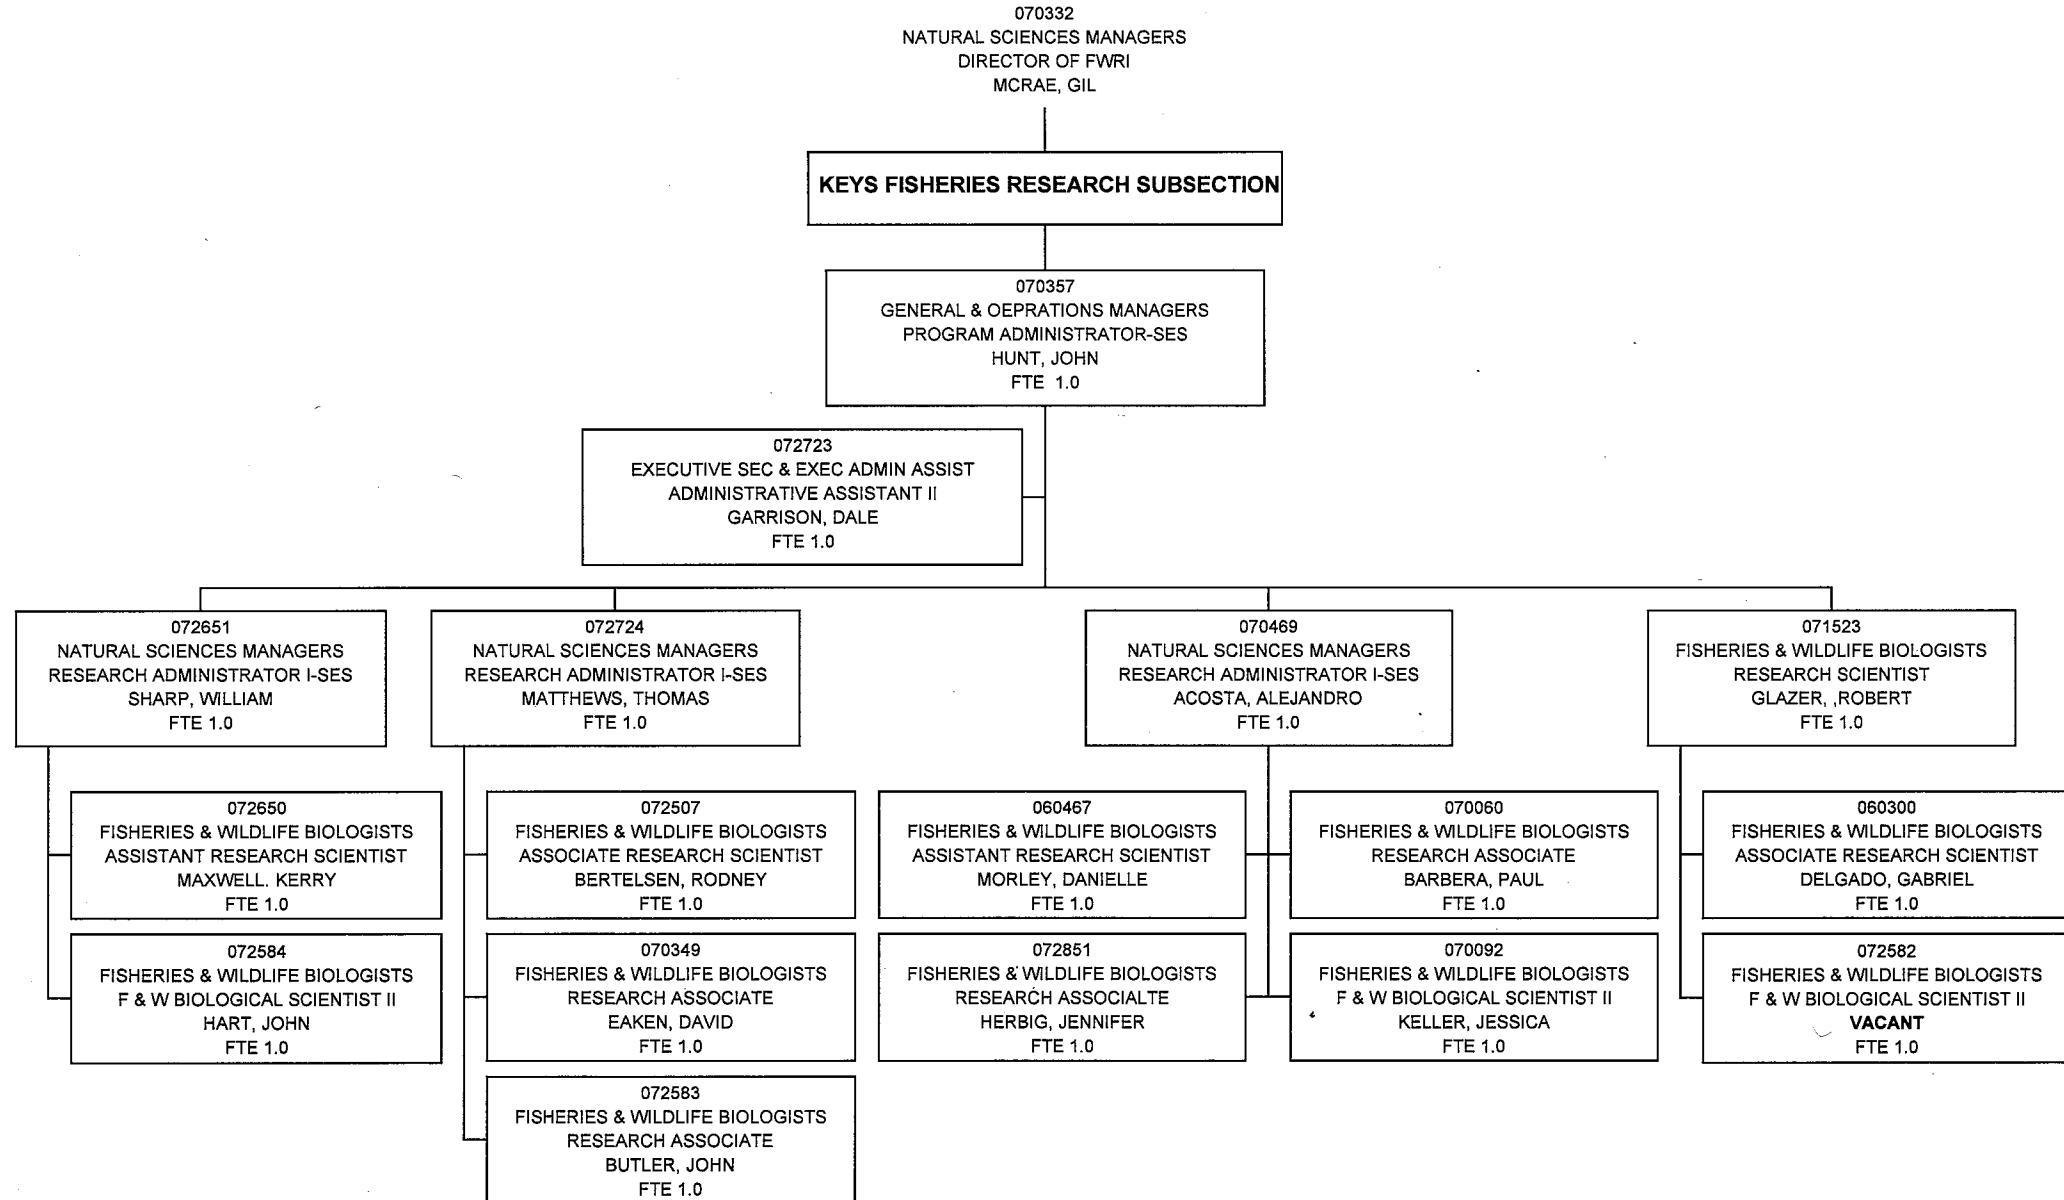 070332
NATURAL SCIENCES MANAGERS
DIRECTOR OF FWRI
MCRAE, GIL
KEYS FISHERIES RESEARCH SUBSECTION
070357
GENERAL & OEPRATIONS MANAGERS
PROGRAM ADMINISTRATOR-SES
HUNT, JOHN
FTE 1.0
072723
EXECUTIVE SEC & EXEC ADMIN ASSIST
ADMINISTRATIVE ASSISTANT II
GARRISON, DALE
FTE 1.0
072651
NATURAL SCIENCES MANAGERS
RESEARCH ADMINISTRATOR I-SES
SHARP, WILLIAM
FTE 1.0
072724
NATURAL SCIENCES MANAGERS
RESEARCH ADMINISTRATOR I-SES
MATTHEWS, THOMAS
FTE 1.0
070469
NATURAL SCIENCES MANAGERS
RESEARCH ADMINISTRATOR I-SES
ACOSTA, ALEJANDRO
FTE 1.0
071523
FISHERIES & WILDLIFE BIOLOGISTS
RESEARCH SCIENTIST
GLAZER, ,ROBERT
FTE 1.0
072650
FISHERIES & WILDLIFE BIOLOGISTS
ASSISTANT RESEARCH SCIENTIST
MAXWELL. KERRY
FTE 1.0
072507
FISHERIES & WILDLIFE BIOLOGISTS
ASSOCIATE RESEARCH SCIENTIST
BERTELSEN, RODNEY
FTE 1.0
060467
FISHERIES & WILDLIFE BIOLOGISTS
ASSISTANT RESEARCH SCIENTIST
MORLEY, DANIELLE
FTE 1.0
070060
FISHERIES & WILDLIFE BIOLOGISTS
RESEARCH ASSOCIATE
BARBERA, PAUL
FTE 1.0
060300
FISHERIES & WILDLIFE BIOLOGISTS
ASSOCIATE RESEARCH SCIENTIST
DELGADO, GABRIEL
FTE 1.0
072584
FISHERIES & WILDLIFE BIOLOGISTS
F & W BIOLOGICAL SCIENTIST II
HART, JOHN
FTE 1.0
070349
FISHERIES & WILDLIFE BIOLOGISTS
RESEARCH ASSOCIATE
EAKEN, DAVID
FTE 1.0
072851
FISHERIES & WILDLIFE BIOLOGISTS
RESEARCH ASSOCIALTE
HERBIG, JENNIFER
FTE 1.0
070092
FISHERIES & WILDLIFE BIOLOGISTS
F & W BIOLOGICAL SCIENTIST II
KELLER, JESSICA
FTE 1.0
072582
FISHERIES & WILDLIFE BIOLOGISTS
F & W BIOLOGICAL SCIENTIST II
VACANT
FTE 1.0
072583
FISHERIES & WILDLIFE BIOLOGISTS
RESEARCH ASSOCIATE
BUTLER, JOHN
FTE 1.0